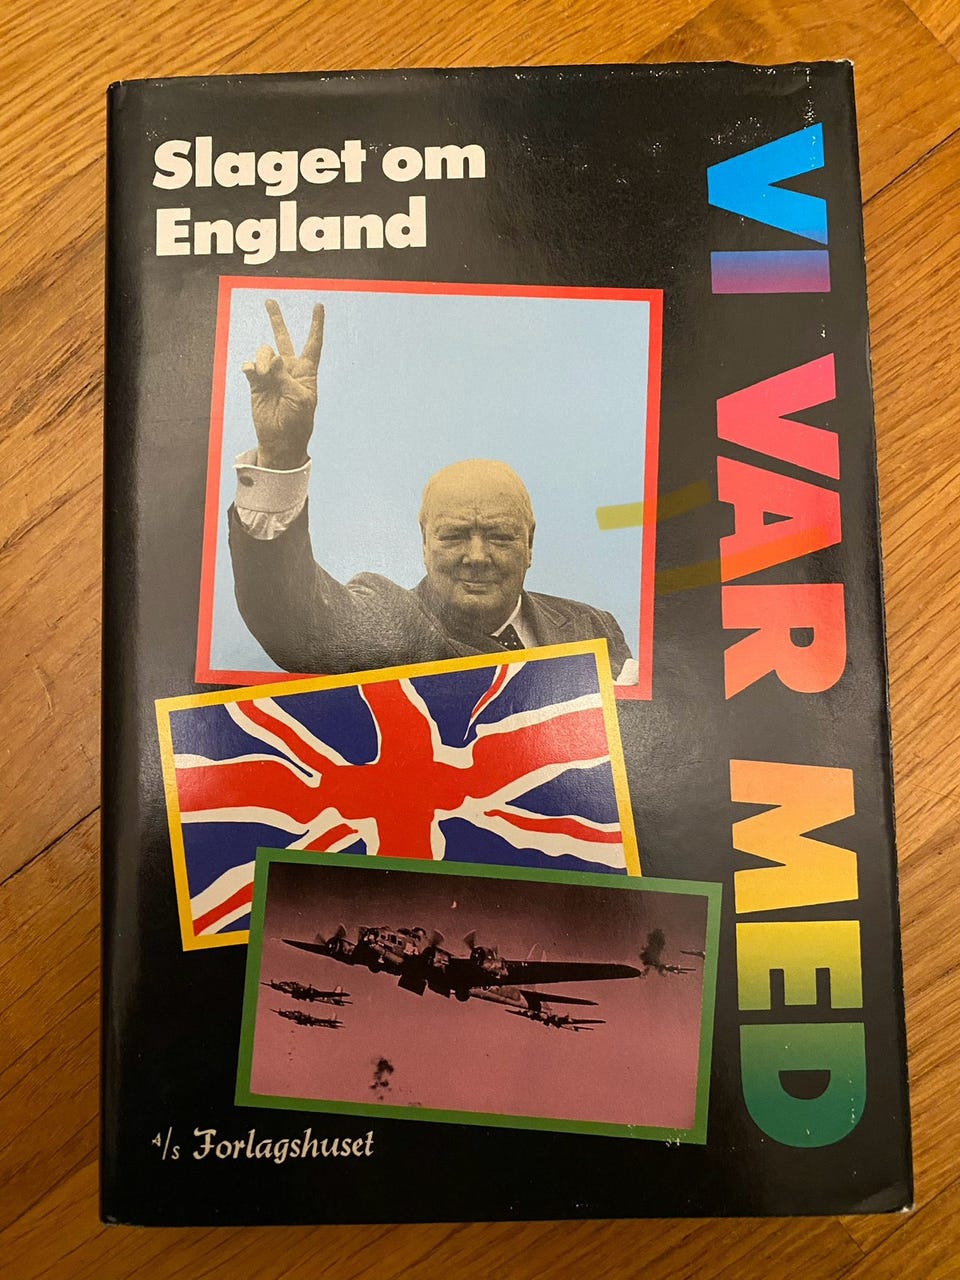 Slaget om
England
VI VAR MED
A/S Forlagshuset